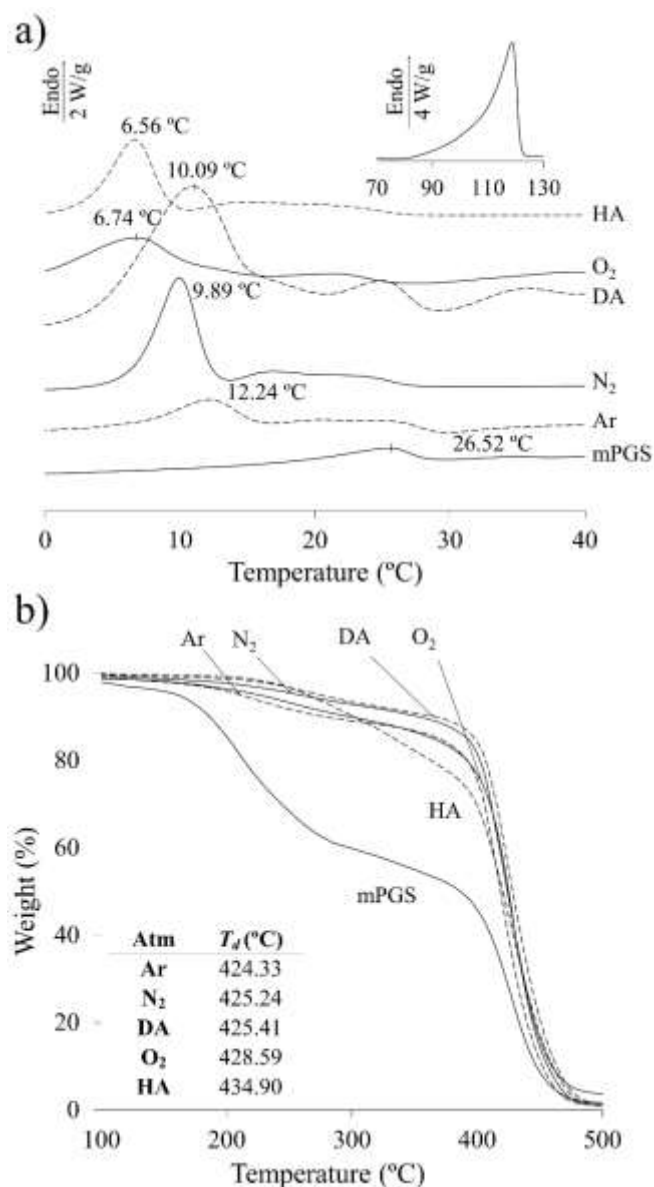 a)
Endo
2 W/g
Endo
4 W/g
6.56 ºC
10.09 ºC
70 90 110 130
HA
6.74 ºC
O₂
DA
9.89 ºC
N₂
12.24 ºC
Ar
26.52 ºC
mPGS
0 10 20 30 40
Temperature (ºC)
b)
Ar N₂ DA O₂
100
80
60
40
20
0
Weight (%)
HA
mPGS
Atm T_d (ºC)
Ar 424.33
N₂ 425.24
DA 425.41
O₂ 428.59
HA 434.90
100 200 300 400 500
Temperature (ºC)